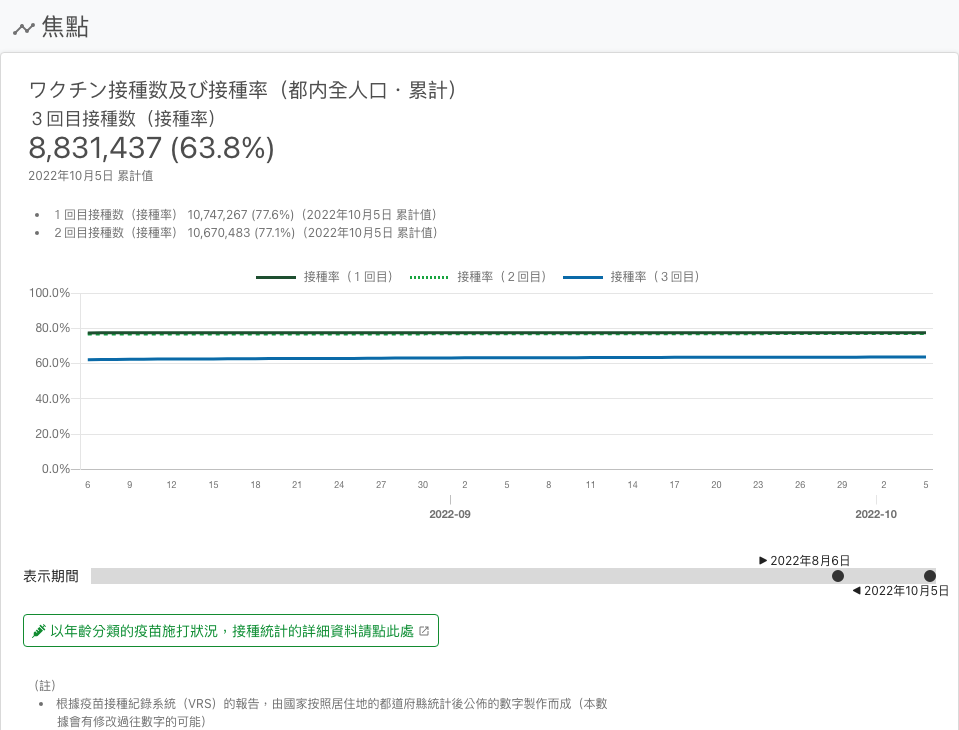 焦點
ワクチン接種数及び接種率（都内全人口・累計）
３回目接種数（接種率）
8,831,437 (63.8%)
2022年10月5日 累計值
• １回目接種数（接種率） 10,747,267 (77.6%)（2022年10月5日 累計值）
• ２回目接種数（接種率） 10,670,483 (77.1%)（2022年10月5日 累計值）
接種率（１回目） 接種率（２回目） 接種率（３回目）
100.0%
80.0%
60.0%
40.0%
20.0%
0.0%
6 9 12 15 18 21 24 27 30 2 5 8 11 14 17 20 23 26 29 2 5
2022-09 2022-10
▶ 2022年8月6日
表示期間
◀ 2022年10月5日
以年齡分類的疫苗施打狀況，接種統計的詳細資料請點此處
（註）
• 根據疫苗接種紀錄系統（VRS）的報告，由國家按照居住地的都道府縣統計後公佈的數字製作而成（本數
據會有修改過往數字的可能）